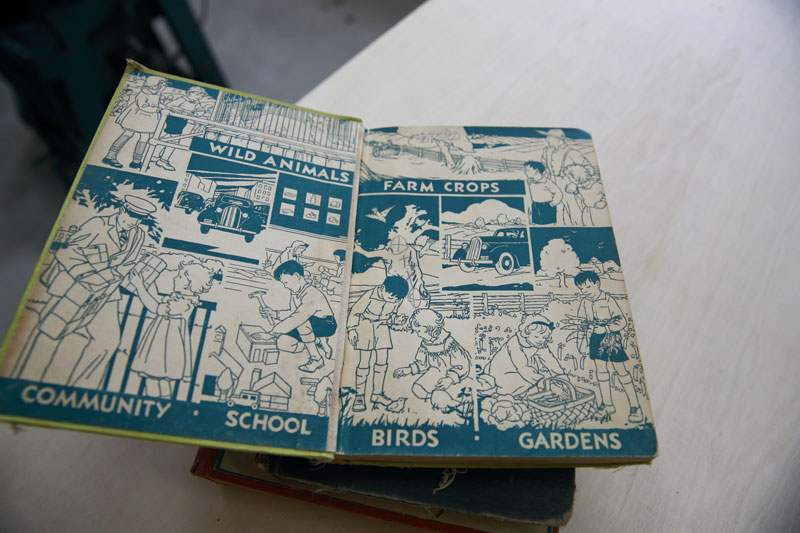 WILD ANIMALS
COMMUNITY · SCHOOL
FARM CROPS
BIRDS · GARDENS